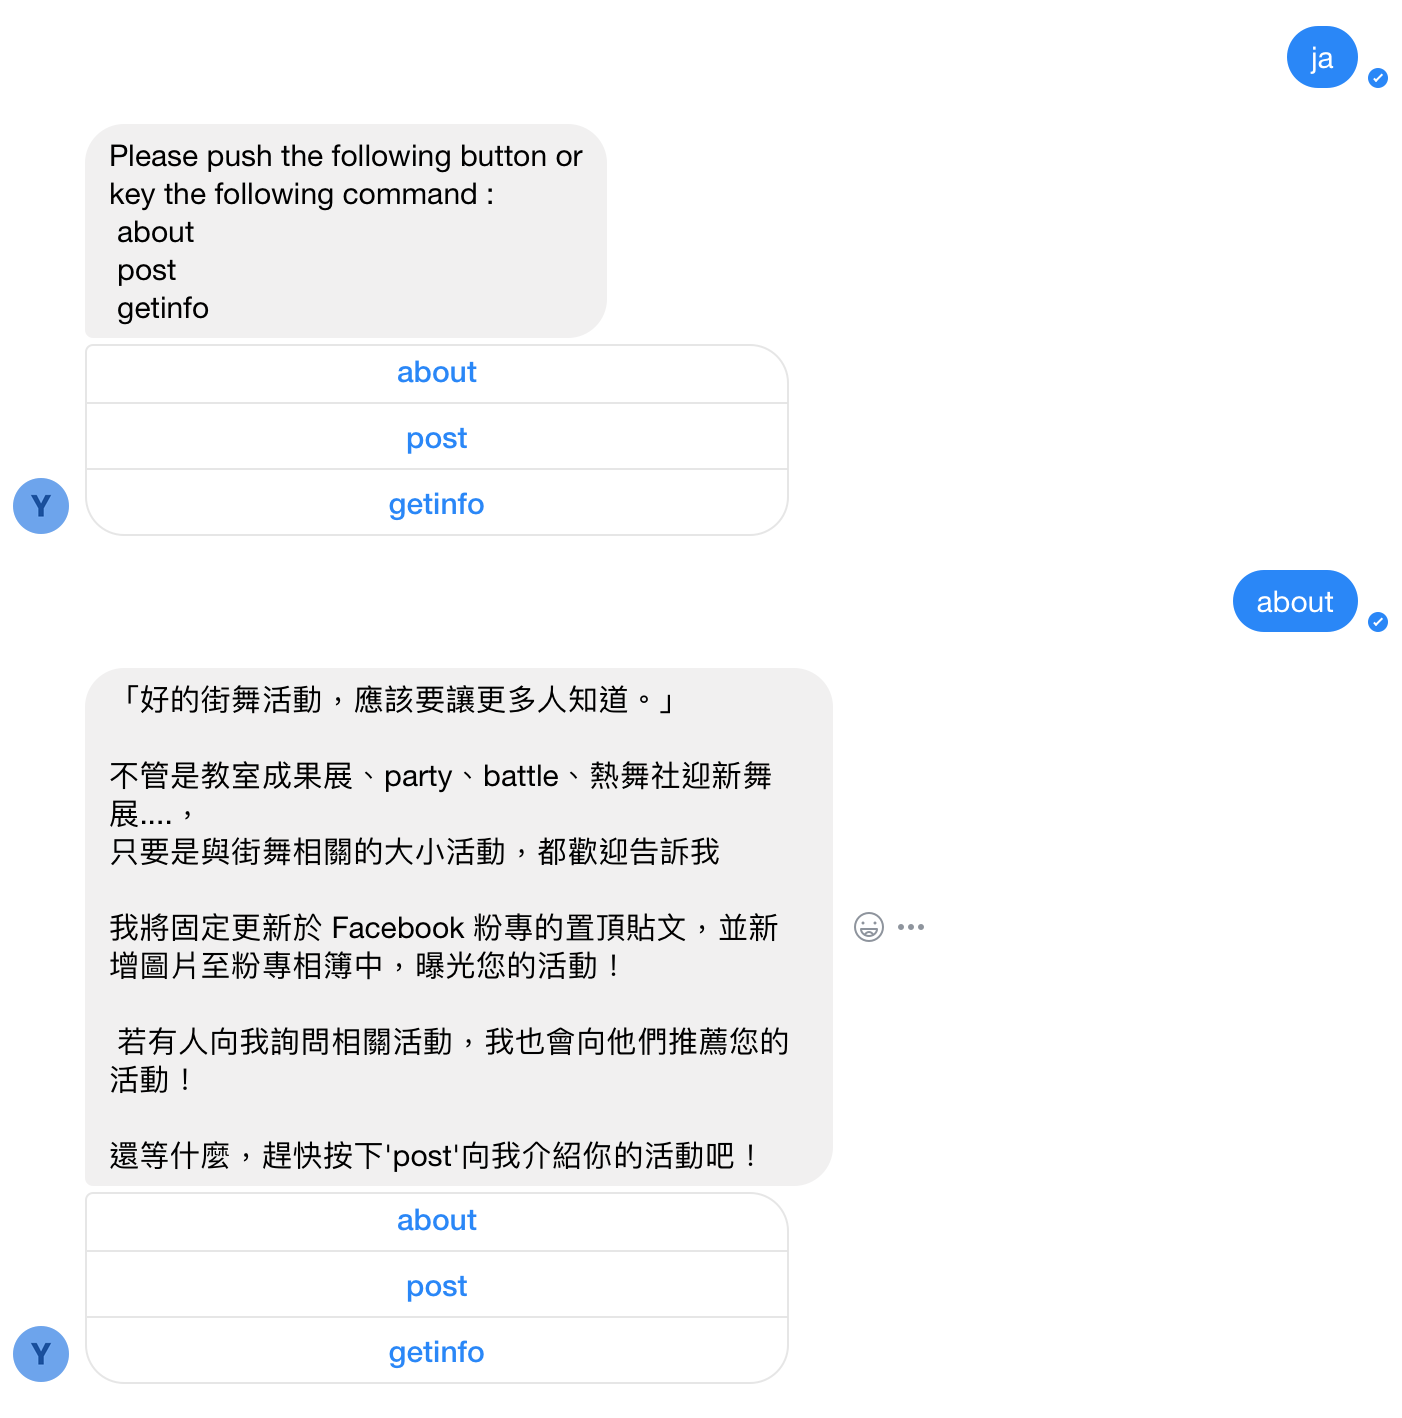 ja
Please push the following button or
key the following command :
about
post
getinfo
about
post
getinfo
Y
about
「好的街舞活動，應該要讓更多人知道。」
不管是教室成果展、party、battle、熱舞社迎新舞
展....，
只要是與街舞相關的大小活動，都歡迎告訴我
我將固定更新於 Facebook 粉專的置頂貼文，並新
增圖片至粉專相簿中，曝光您的活動！
若有人向我詢問相關活動，我也會向他們推薦您的
活動！
還等什麼，趕快按下'post'向我介紹你的活動吧！
about
post
getinfo
Y